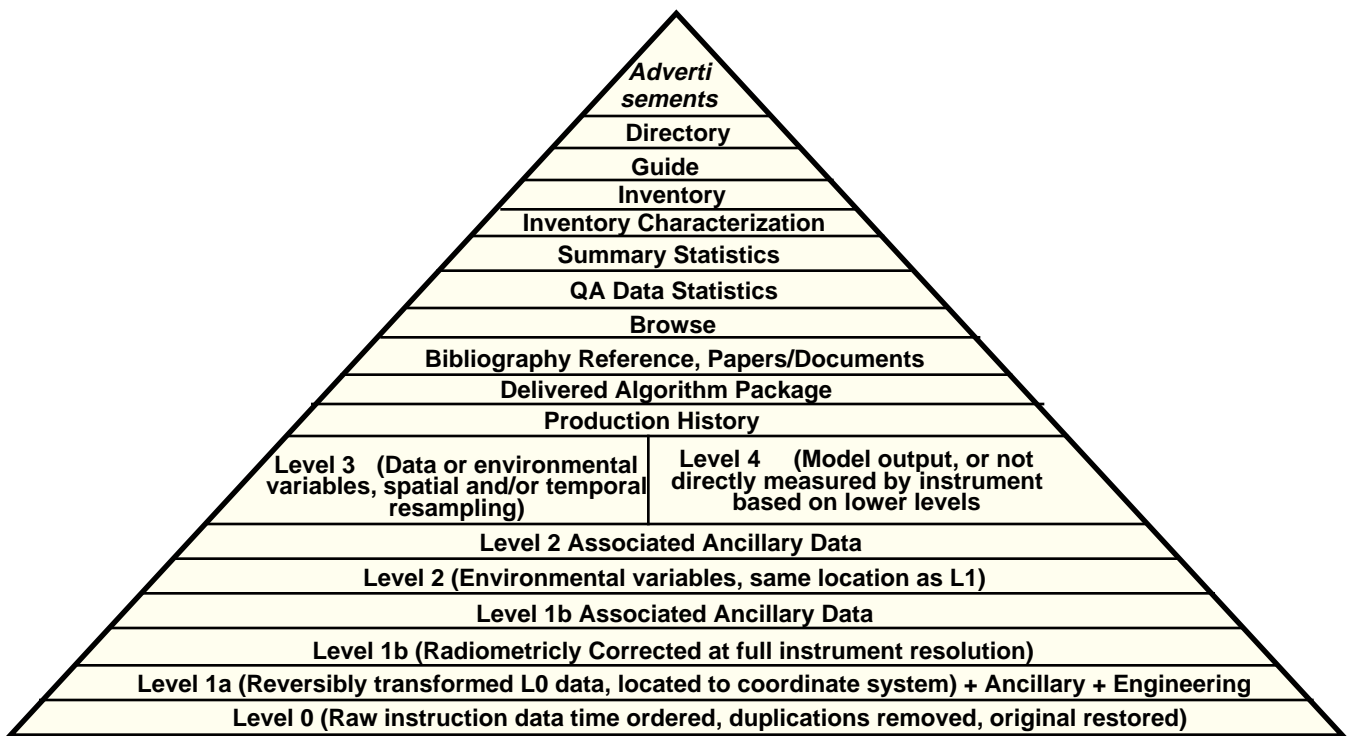 Adverti
sements
Directory
Guide
Inventory
Inventory Characterization
Summary Statistics
QA Data Statistics
Browse
Bibliography Reference, Papers/Documents
Delivered Algorithm Package
Production History
Level 3 (Data or environmental
variables, spatial and/or temporal
resampling)
Level 4 (Model output, or not
directly measured by instrument
based on lower levels
Level 2 Associated Ancillary Data
Level 2 (Environmental variables, same location as L1)
Level 1b Associated Ancillary Data
Level 1b (Radiometricly Corrected at full instrument resolution)
Level 1a (Reversibly transformed L0 data, located to coordinate system) + Ancillary + Engineering
Level 0 (Raw instruction data time ordered, duplications removed, original restored)